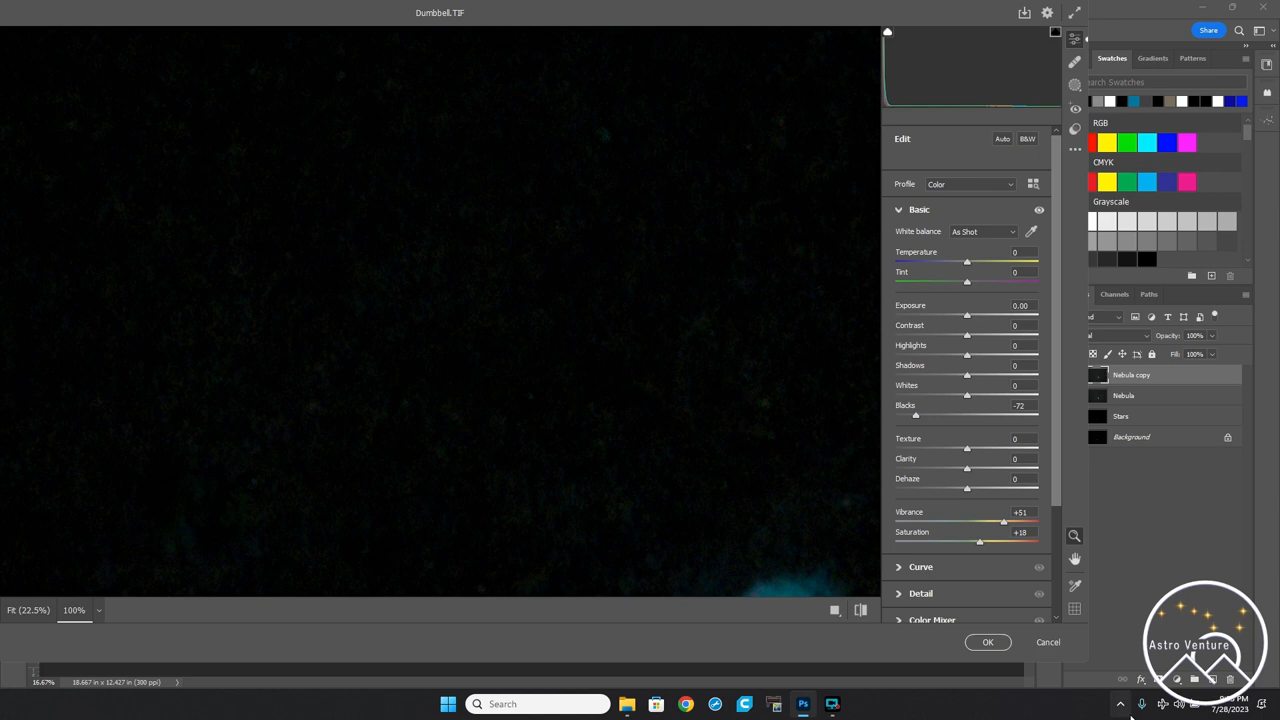 Dumbbell.TIF
Share
Swatches Gradients Patterns
RGB
CMYK
Grayscale
Edit Auto B&W
Profile Color
Basic
White balance As Shot
Temperature 0
Tint 0
Exposure 0.00
Contrast 0
Highlights 0
Shadows 0
Whites 0
Blacks -72
Texture 0
Clarity 0
Dehaze 0
Vibrance +51
Saturation +18
Curve
Detail
Color Mixer
Channels Paths
Opacity: 100%
Fill: 100%
Nebula copy
Nebula
Stars
Background
Fit (22.5%) 100%
OK Cancel
16.67% 18.667 in x 12.427 in (300 ppi)
Astro Venture
Search
Ps
7/28/2023